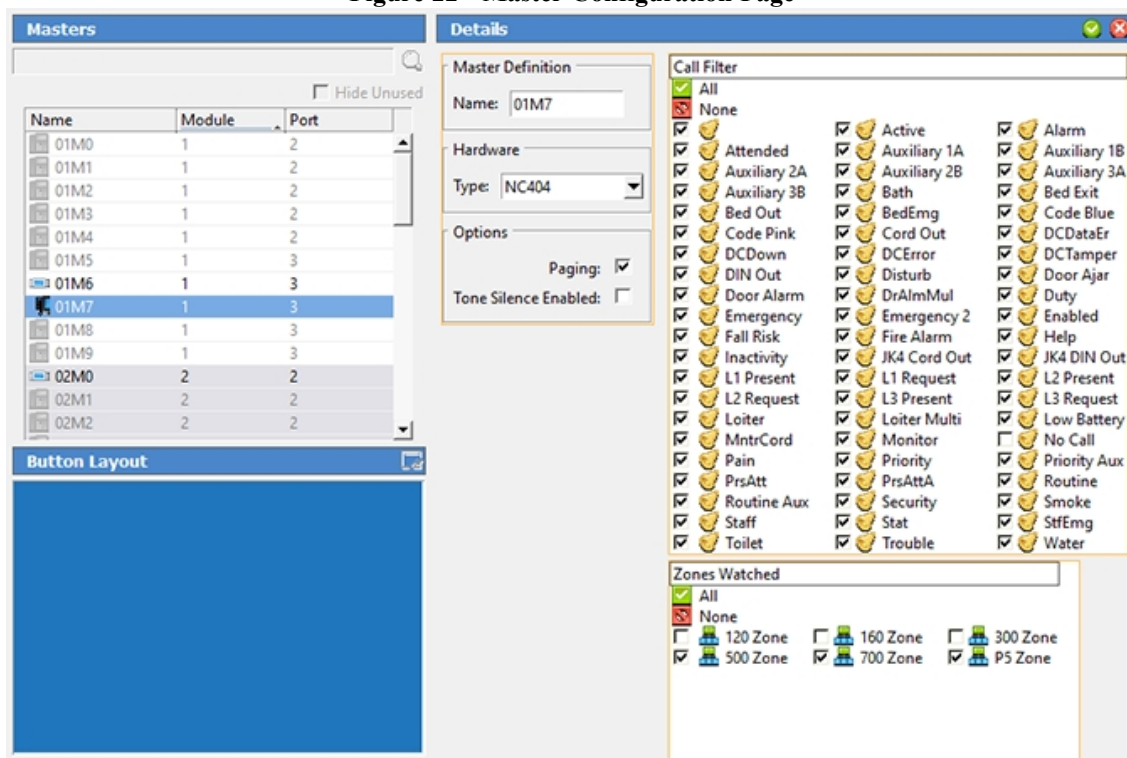 Figure 22 - Master Configuration Page
Masters
Hide Unused
Name Module Port
01M0 1 2
01M1 1 2
01M2 1 2
01M3 1 2
01M4 1 2
01M5 1 3
01M6 1 3
01M7 1 3
01M8 1 3
01M9 1 3
02M0 2 2
02M1 2 2
02M2 2 2
Button Layout
Details
Master Definition
Name: 01M7
Hardware
Type: NC404
Options
Paging:
Tone Silence Enabled:
Call Filter
All
None
Active Alarm
Attended Auxiliary 1A Auxiliary 1B
Auxiliary 2A Auxiliary 2B Auxiliary 3A
Auxiliary 3B Bath Bed Exit
Bed Out BedEmg Code Blue
Code Pink Cord Out DCDataEr
DCDown DCError DCTamper
DIN Out Disturb Door Ajar
Door Alarm DrAlmMul Duty
Emergency Emergency 2 Enabled
Fall Risk Fire Alarm Help
Inactivity JK4 Cord Out JK4 DIN Out
L1 Present L1 Request L2 Present
L2 Request L3 Present L3 Request
Loiter Loiter Multi Low Battery
MntrCord Monitor No Call
Pain Priority Priority Aux
PrsAtt PrsAttA Routine
Routine Aux Security Smoke
Staff Stat StfEmg
Toilet Trouble Water
Zones Watched
All
None
120 Zone 160 Zone 300 Zone
500 Zone 700 Zone P5 Zone